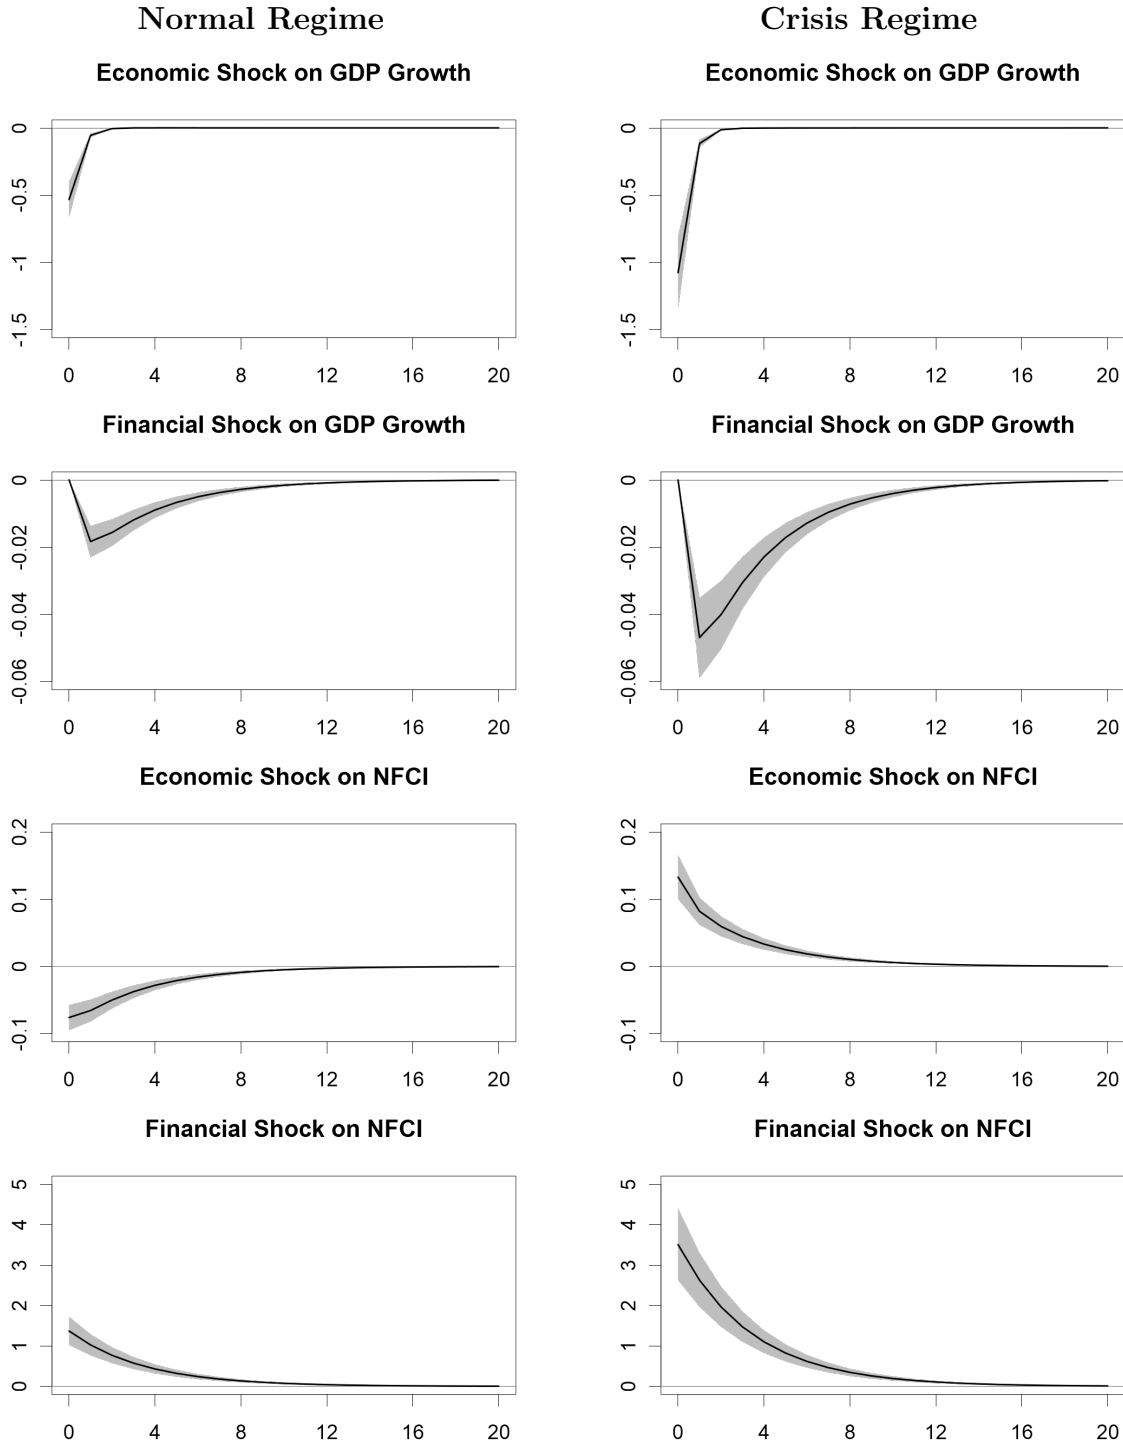 Normal Regime
Crisis Regime
Economic Shock on GDP Growth
Economic Shock on GDP Growth
0
-0.5
-1
-1.5
0 4 8 12 16 20
0
-0.5
-1
-1.5
0 4 8 12 16 20
Financial Shock on GDP Growth
Financial Shock on GDP Growth
0
-0.02
-0.04
-0.06
0 4 8 12 16 20
0
-0.02
-0.04
-0.06
0 4 8 12 16 20
Economic Shock on NFCI
Economic Shock on NFCI
0.2
0.1
0
-0.1
0 4 8 12 16 20
0.2
0.1
0
-0.1
0 4 8 12 16 20
Financial Shock on NFCI
Financial Shock on NFCI
5
4
3
2
1
0
0 4 8 12 16 20
5
4
3
2
1
0
0 4 8 12 16 20